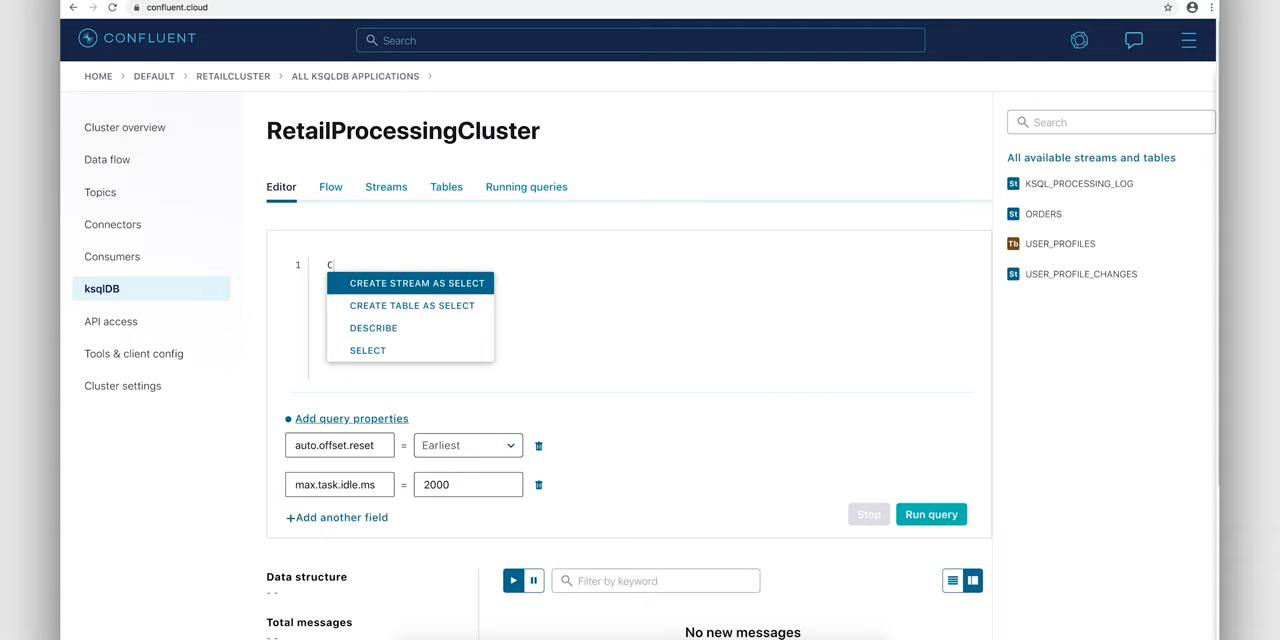 confluent.cloud
CONFLUENT
Search
HOME > DEFAULT > RETAILCLUSTER > ALL KSQLDB APPLICATIONS >
Cluster overview
Data flow
Topics
Connectors
Consumers
ksqlDB
API access
Tools & client config
Cluster settings
RetailProcessingCluster
Editor Flow Streams Tables Running queries
1 C
CREATE STREAM AS SELECT
CREATE TABLE AS SELECT
DESCRIBE
SELECT
Add query properties
auto.offset.reset = Earliest
max.task.idle.ms = 2000
+Add another field
Stop Run query
Data structure
- -
Total messages
- -
Filter by keyword
No new messages
Search
All available streams and tables
St KSQL_PROCESSING_LOG
St ORDERS
Tb USER_PROFILES
St USER_PROFILE_CHANGES